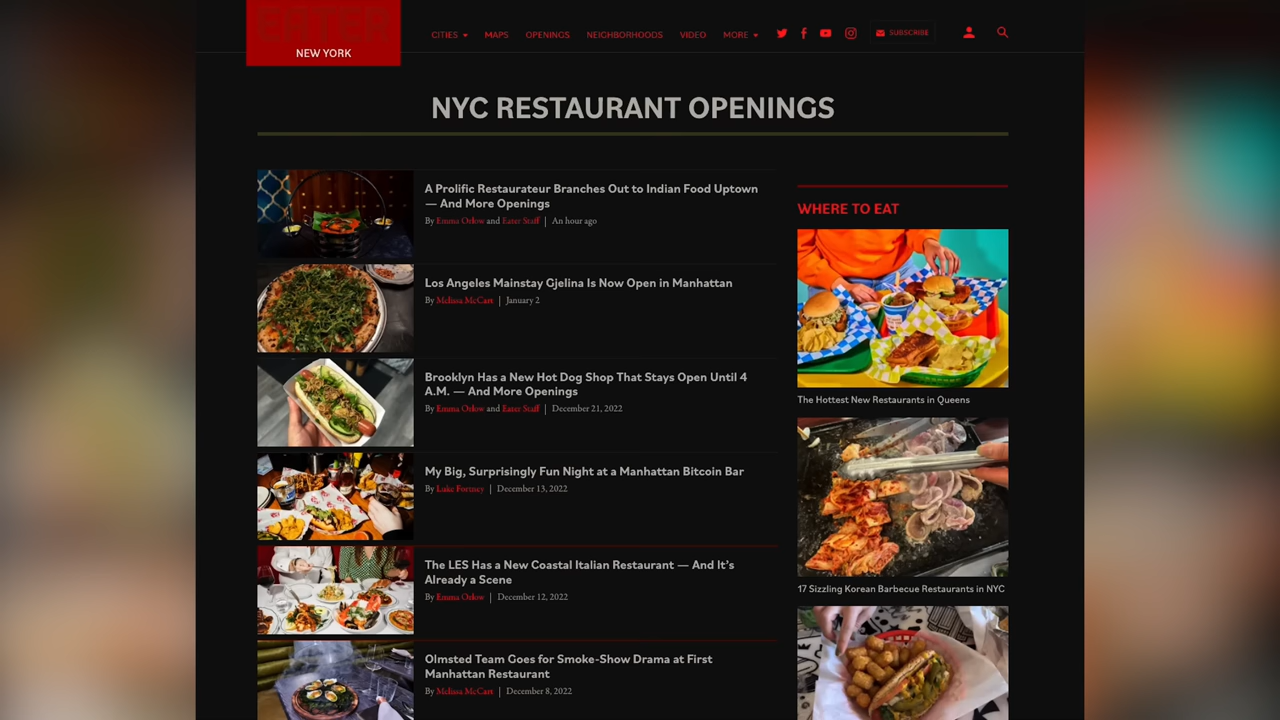 EATER
NEW YORK
CITIES MAPS OPENINGS NEIGHBORHOODS VIDEO MORE SUBSCRIBE
NYC RESTAURANT OPENINGS
A Prolific Restaurateur Branches Out to Indian Food Uptown
— And More Openings
By Emma Orlow and Eater Staff | An hour ago
Los Angeles Mainstay Gjelina Is Now Open in Manhattan
By Melissa McCart | January 2
Brooklyn Has a New Hot Dog Shop That Stays Open Until 4
A.M. — And More Openings
By Emma Orlow and Eater Staff | December 21, 2022
My Big, Surprisingly Fun Night at a Manhattan Bitcoin Bar
By Luke Fortney | December 13, 2022
The LES Has a New Coastal Italian Restaurant — And It's
Already a Scene
By Emma Orlow | December 12, 2022
Olmsted Team Goes for Smoke-Show Drama at First
Manhattan Restaurant
By Melissa McCart | December 8, 2022
WHERE TO EAT
The Hottest New Restaurants in Queens
17 Sizzling Korean Barbecue Restaurants in NYC